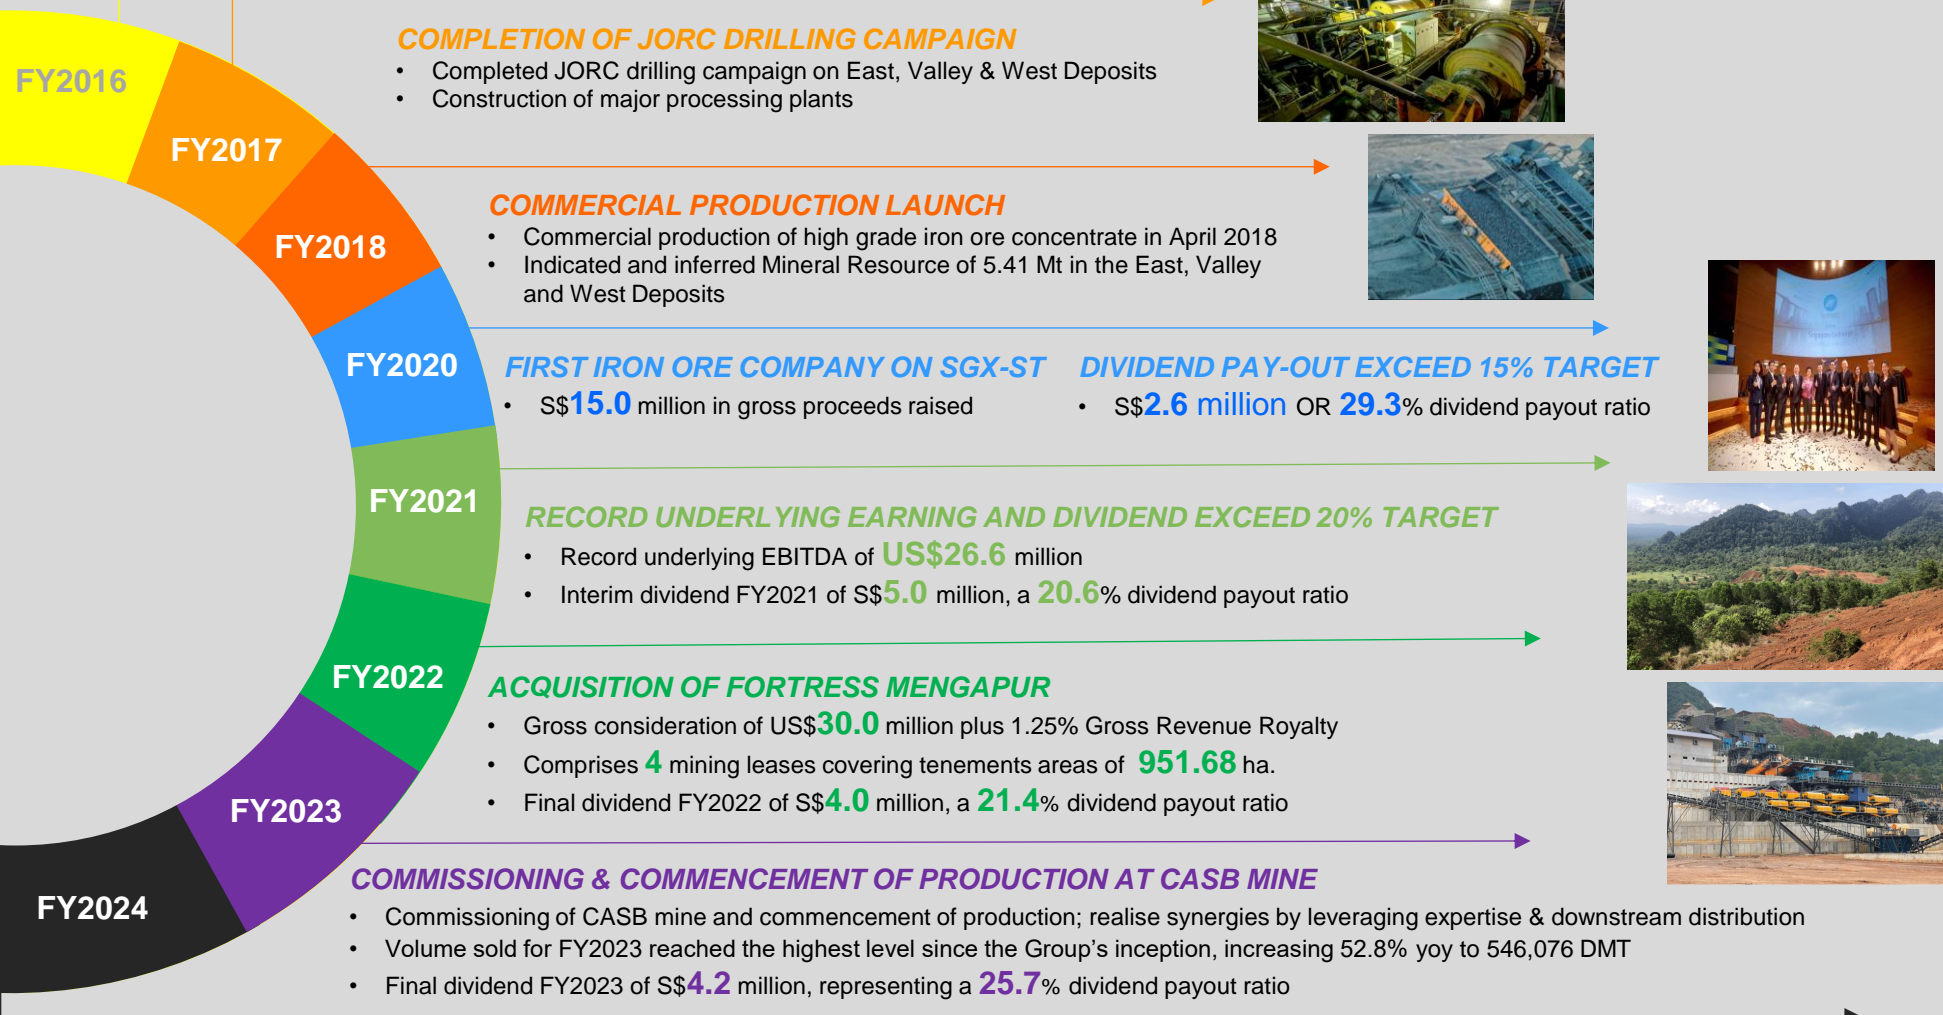 FY2016
COMPLETION OF JORC DRILLING CAMPAIGN
• Completed JORC drilling campaign on East, Valley & West Deposits
• Construction of major processing plants
FY2017
COMMERCIAL PRODUCTION LAUNCH
• Commercial production of high grade iron ore concentrate in April 2018
• Indicated and inferred Mineral Resource of 5.41 Mt in the East, Valley
and West Deposits
FY2018
FIRST IRON ORE COMPANY ON SGX-ST
• S$15.0 million in gross proceeds raised
DIVIDEND PAY-OUT EXCEED 15% TARGET
• S$2.6 million OR 29.3% dividend payout ratio
FY2020
RECORD UNDERLYING EARNING AND DIVIDEND EXCEED 20% TARGET
• Record underlying EBITDA of US$26.6 million
• Interim dividend FY2021 of S$5.0 million, a 20.6% dividend payout ratio
FY2021
ACQUISITION OF FORTRESS MENGAPUR
• Gross consideration of US$30.0 million plus 1.25% Gross Revenue Royalty
• Comprises 4 mining leases covering tenements areas of 951.68 ha.
• Final dividend FY2022 of S$4.0 million, a 21.4% dividend payout ratio
FY2022
COMMISSIONING & COMMENCEMENT OF PRODUCTION AT CASB MINE
• Commissioning of CASB mine and commencement of production; realise synergies by leveraging expertise & downstream distribution
• Volume sold for FY2023 reached the highest level since the Group's inception, increasing 52.8% yoy to 546,076 DMT
• Final dividend FY2023 of S$4.2 million, representing a 25.7% dividend payout ratio
FY2023
FY2024